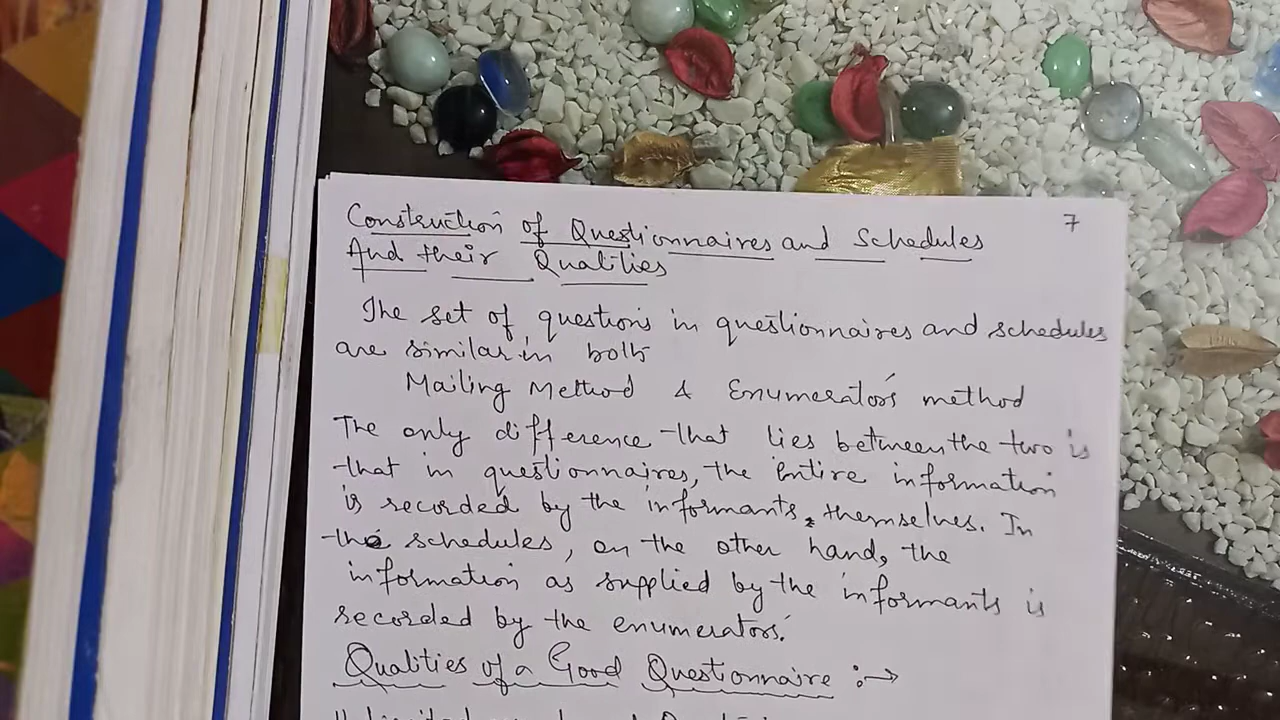 7
Construction of Questionnaires and Schedules
And their Qualities
The set of questions in questionnaires and schedules
are similar in both
Mailing Method & Enumerator's method
The only difference that lies between the two is
that in questionnaires, the entire information
is recorded by the informants themselves. In
the schedules, on the other hand, the
information as supplied by the informants is
recorded by the enumerators.
Qualities of a Good Questionnaire :→